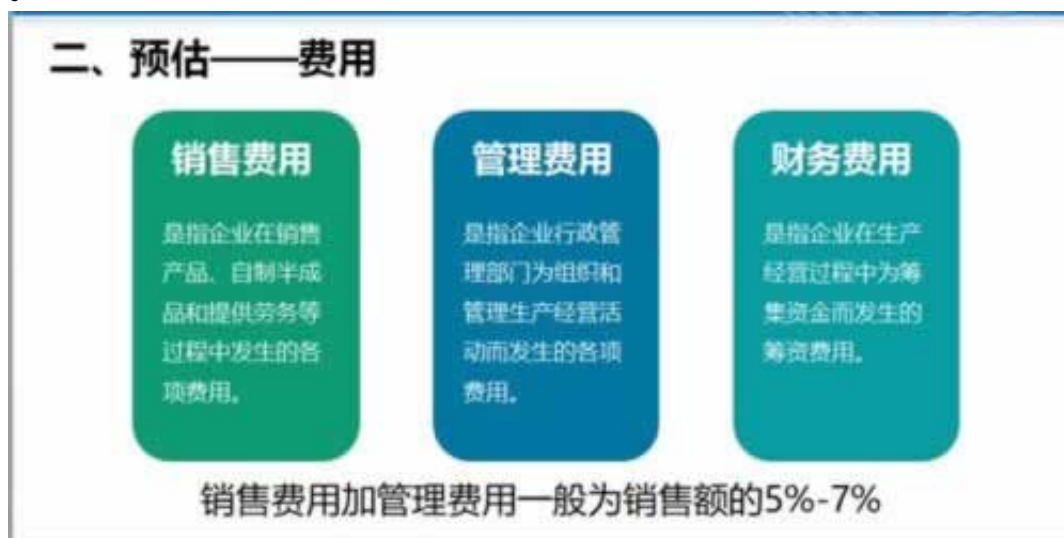 二、预估——费用
销售费用
是指企业在销售
产品、自制半成
品和提供劳务等
过程中发生的各
项费用。
管理费用
是指企业行政管
理部门为组织和
管理生产经营活
动而发生的各项
费用。
财务费用
是指企业在生产
经营过程中为筹
集资金而发生的
筹资费用。
销售费用加管理费用一般为销售额的5%-7%